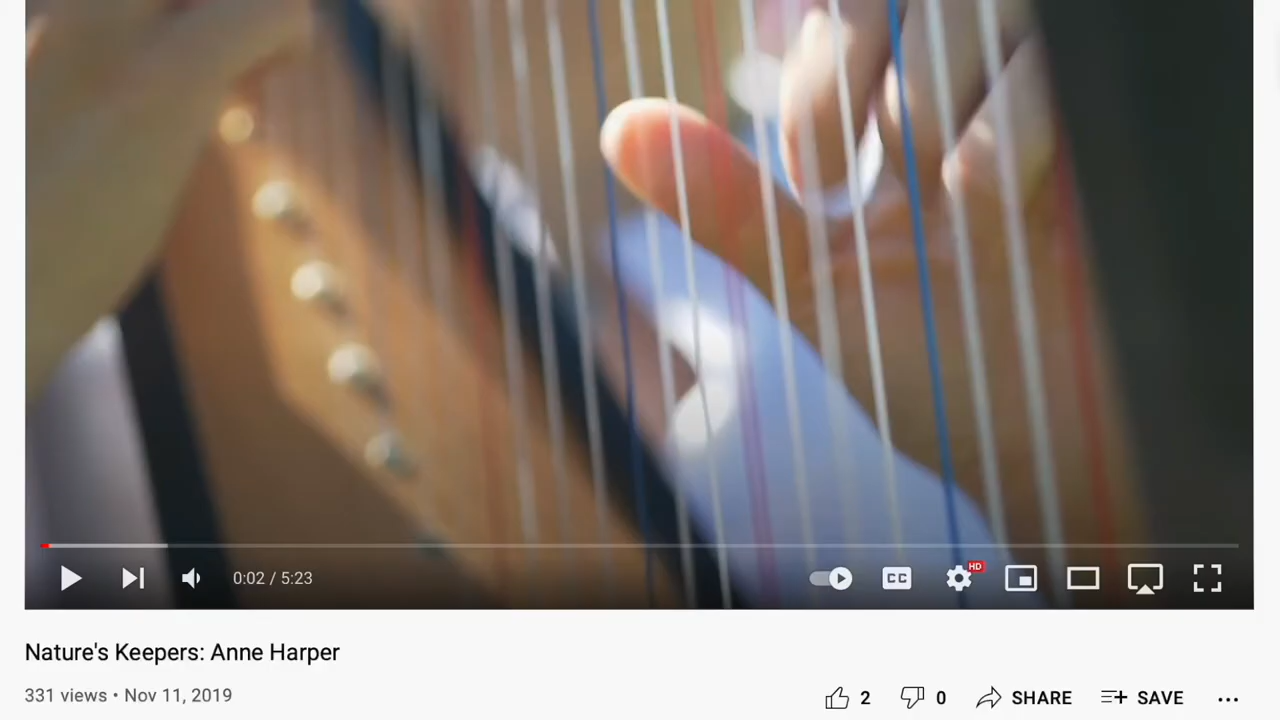 0:02 / 5:23
CC
HD
Nature's Keepers: Anne Harper
331 views • Nov 11, 2019
2
0
SHARE
SAVE